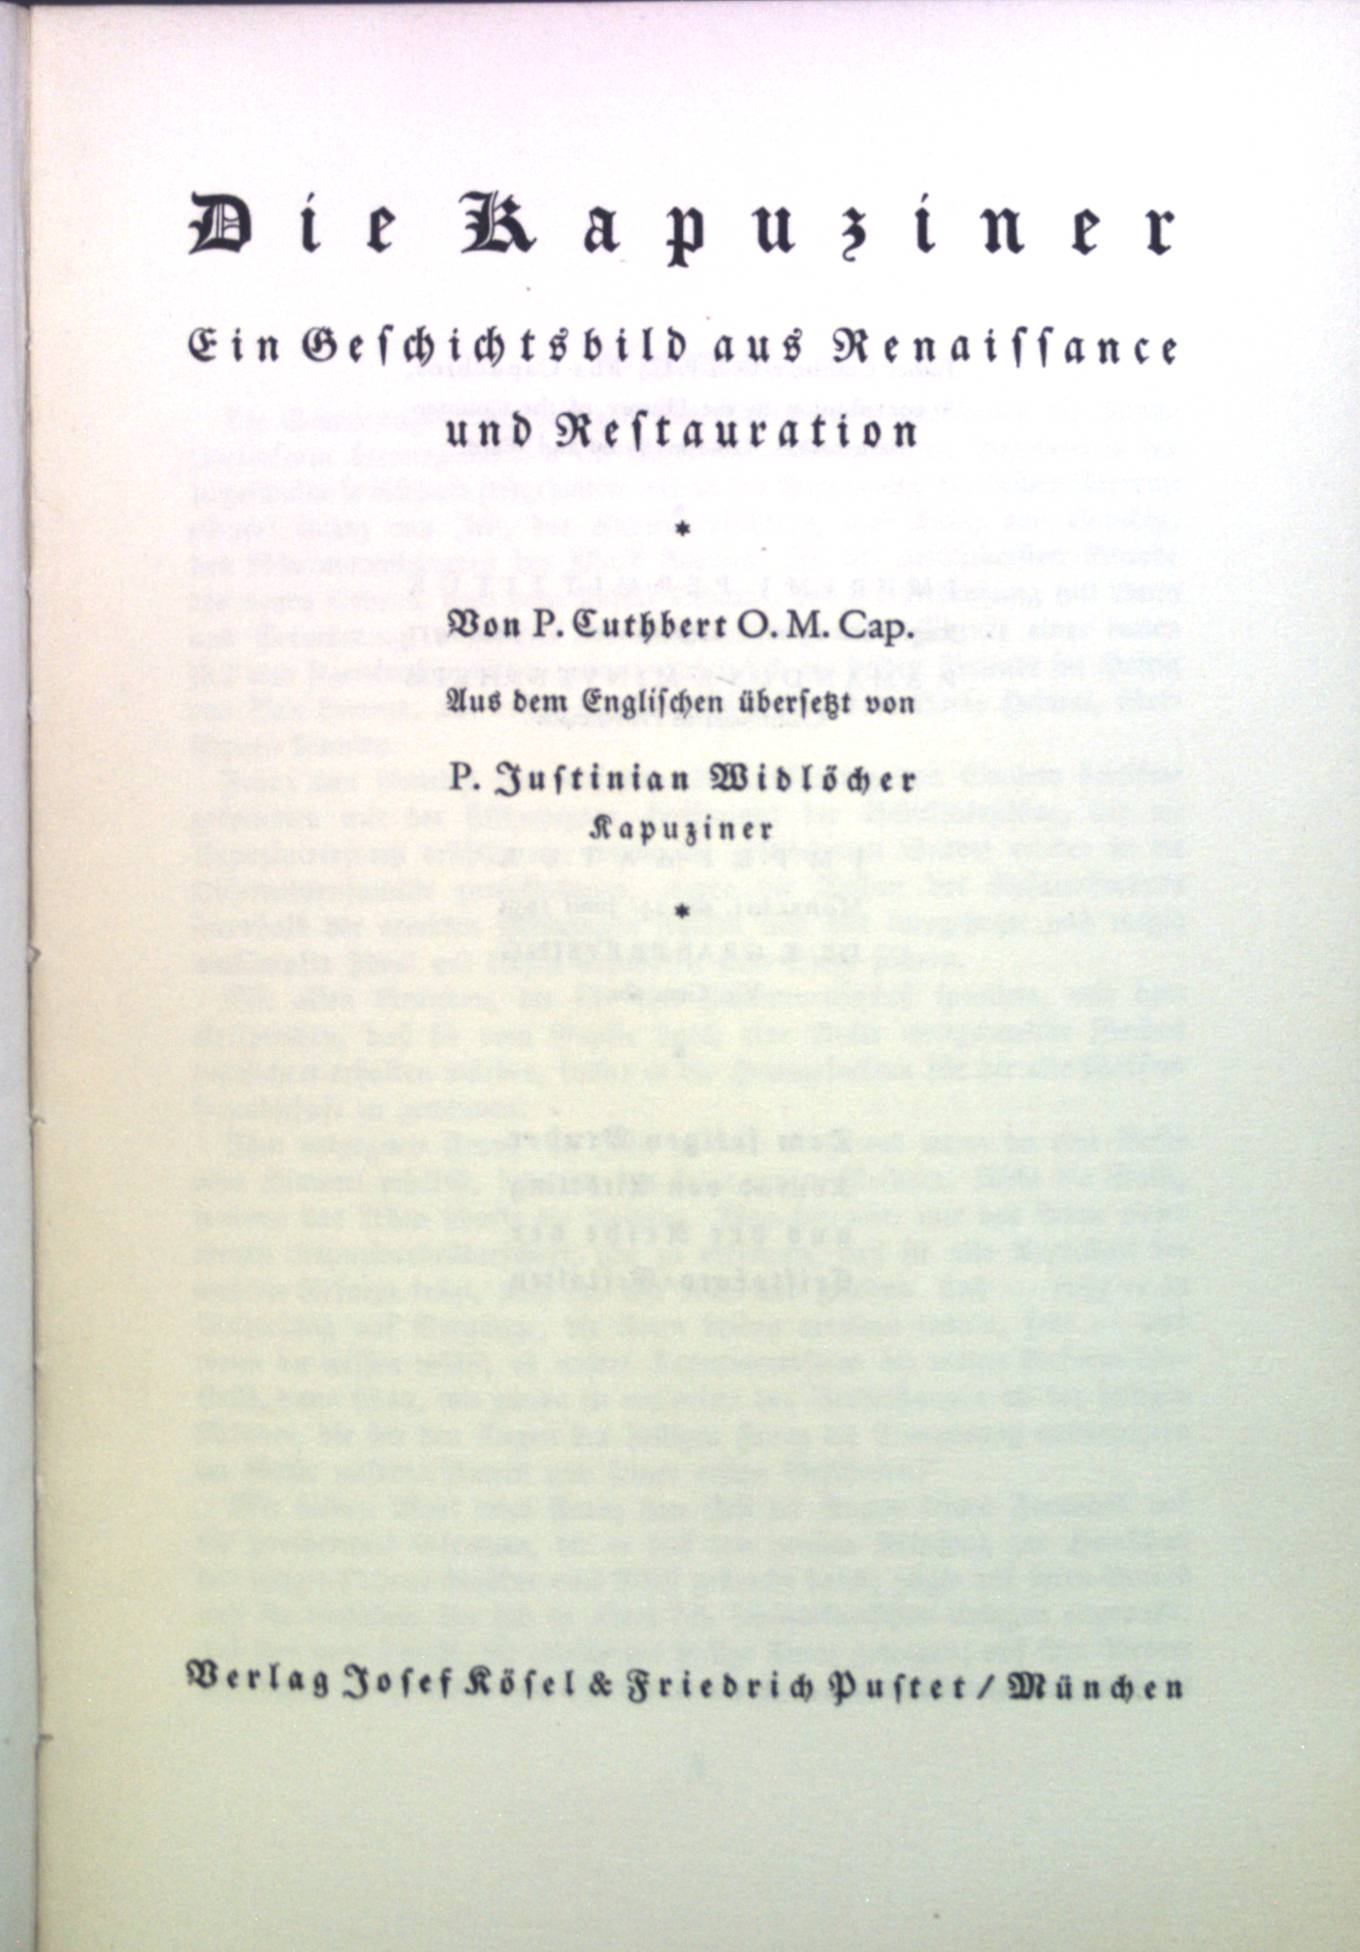 Die Kapuziner
Ein Geschichtsbild aus Renaissance
und Restauration
*
Von P. Cuthbert O. M. Cap.
Aus dem Englischen übersetzt von
P. Justinian Widlöcher
Kapuziner
*
Verlag Josef Kösel & Friedrich Pustet / München